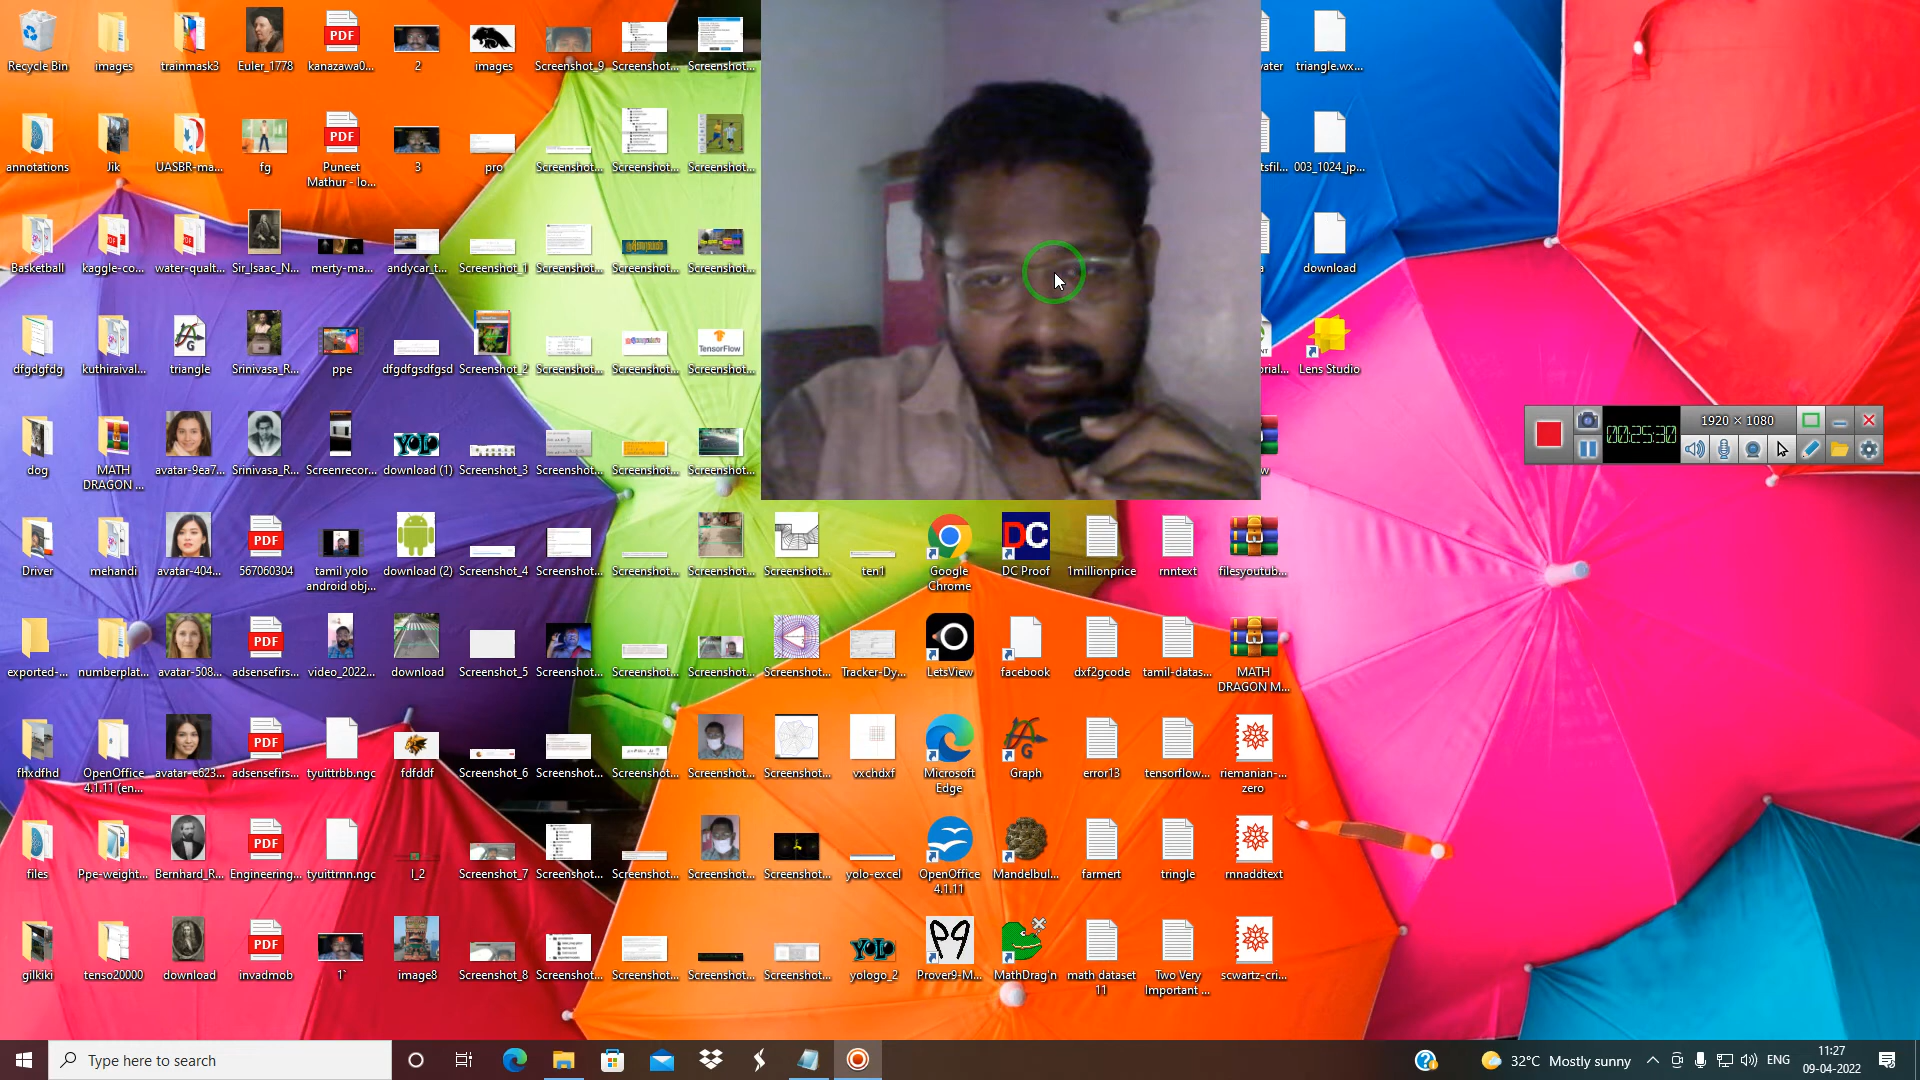 Recycle Bin
images
trainmask3
Euler_1778
kanazawa0...
2
images
Screenshot_9
Screenshot...
Screenshot...
triangle.wx...
annotations
Jik
UASBR-ma...
fg
Puneet
Mathur - Io...
3
pro
Screenshot...
Screenshot...
Screenshot...
003_1024_jp...
Basketball
kaggle-co...
water-qualt...
Sir_Isaac_N...
merty-ma...
andycar_t...
Screenshot_1
Screenshot...
Screenshot...
Screenshot...
download
dfgdgfdg
kuthiraival...
triangle
Srinivasa_R...
ppe
dfgdfgsdfgsd
Screenshot_2
Screenshot...
Screenshot...
TensorFlow
Screenshot...
Lens Studio
dog
MATH
DRAGON ...
avatar-9ea7...
Srinivasa_R...
Screenrecor...
download (1)
Screenshot_3
Screenshot...
Screenshot...
Screenshot...
00:25:30
1920 × 1080
Driver
mehandi
avatar-404...
567060304
tamil yolo
android obj...
download (2)
Screenshot_4
Screenshot...
Screenshot...
Screenshot...
Screenshot...
ten1
Google
Chrome
DC
DC Proof
1millionprice
rnntext
filesyoutub...
exported-...
numberplat...
avatar-508...
adsensefirs...
video_2022...
download
Screenshot_5
Screenshot...
Screenshot...
Screenshot...
Screenshot...
Tracker-Dy...
LetsView
facebook
dxf2gcode
tamil-datas...
MATH
DRAGON M...
fhxdfhd
OpenOffice
4.1.11 (en...
avatar-e623...
adsensefirs...
tyuittrbb.ngc
fdfddf
Screenshot_6
Screenshot...
Screenshot...
Screenshot...
Screenshot...
vxchdxf
Microsoft
Edge
Graph
error13
tensorflow...
riemanian-...
zero
files
Ppe-weight...
Bernhard_R...
Engineering...
tyuittrnn.ngc
l_2
Screenshot_7
Screenshot...
Screenshot...
Screenshot...
Screenshot...
yolo-excel
OpenOffice
4.1.11
Mandelbul...
farmert
tringle
rnnaddtext
gilkiki
tenso20000
download
invadmob
1`
image8
Screenshot_8
Screenshot...
Screenshot...
Screenshot...
Screenshot...
yologo_2
Prover9-M...
MathDrag'n
math dataset
11
Two Very
Important ...
scwartz-cri...
Type here to search
32°C Mostly sunny
ENG
11:27
09-04-2022